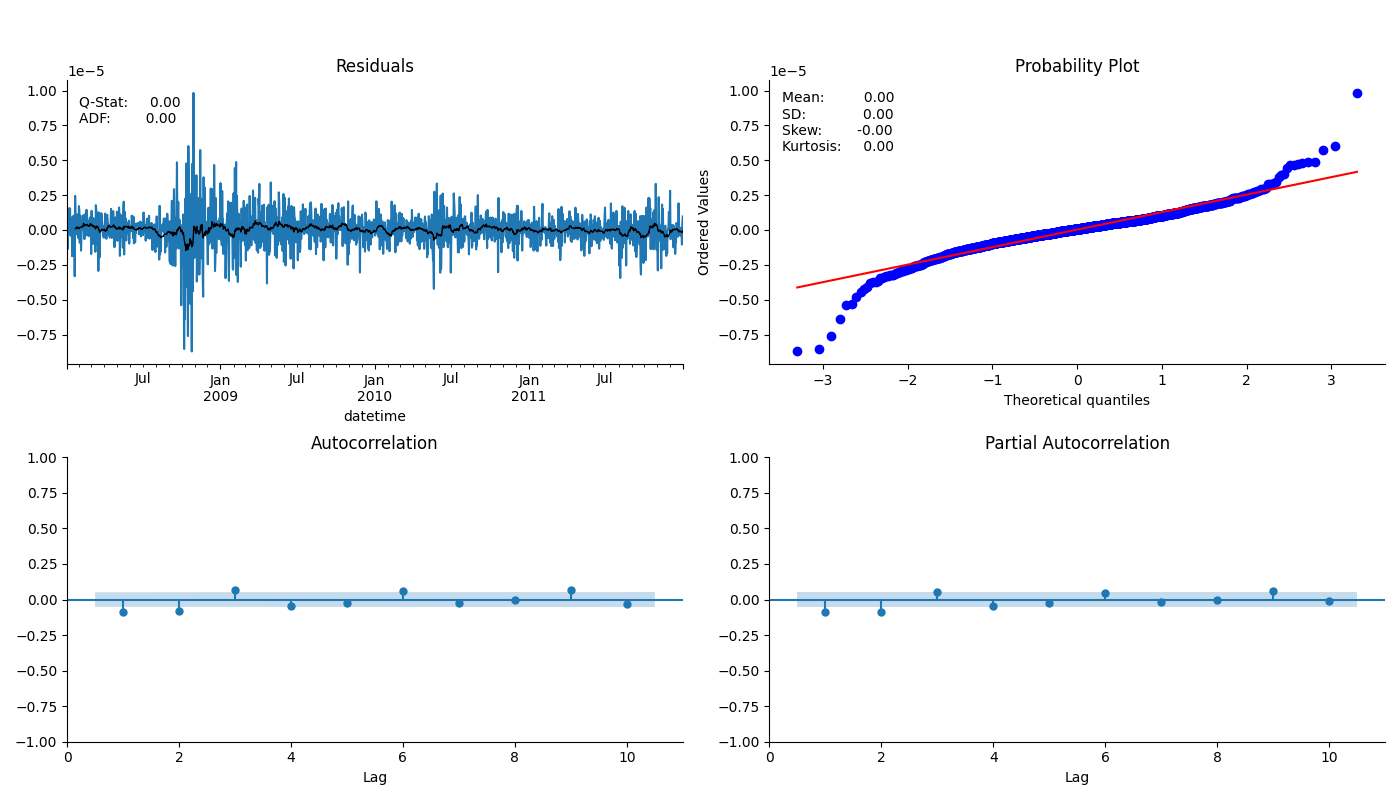 Residuals
1e−5
Q-Stat: 0.00
ADF: 0.00
1.00
0.75
0.50
0.25
0.00
−0.25
−0.50
−0.75
Jul Jan Jul Jan Jul Jan Jul
2009 2010 2011
datetime
Probability Plot
1e−5
Mean: 0.00
SD: 0.00
Skew: -0.00
Kurtosis: 0.00
Ordered Values
1.00
0.75
0.50
0.25
0.00
−0.25
−0.50
−0.75
−3 −2 −1 0 1 2 3
Theoretical quantiles
Autocorrelation
1.00
0.75
0.50
0.25
0.00
−0.25
−0.50
−0.75
−1.00
0 2 4 6 8 10
Lag
Partial Autocorrelation
1.00
0.75
0.50
0.25
0.00
−0.25
−0.50
−0.75
−1.00
0 2 4 6 8 10
Lag